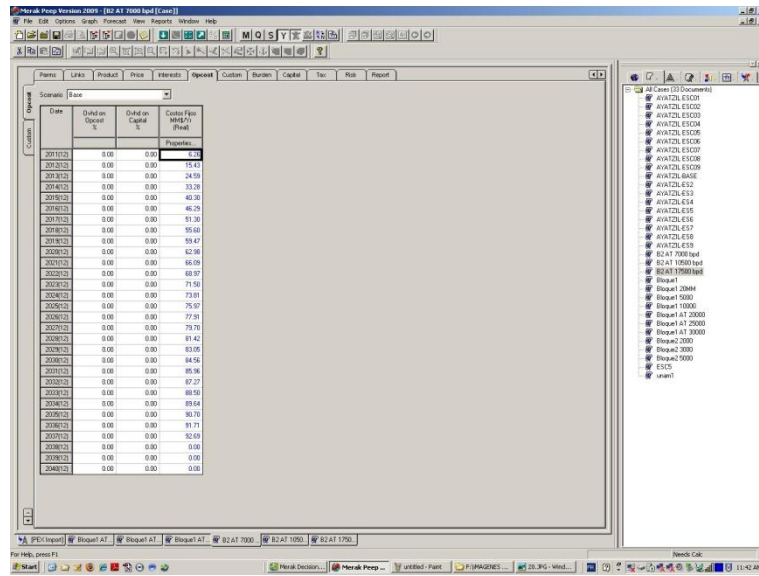 Merak Peep Version 2009 - [B2 AT 7000 bpd [Case]]
File Edit Options Graph Forecast View Reports Window Help
M Q S Y
Parms Links Product Price Interests Opcost Custom Burden Capital Tax Risk Report
Opcost
Custom
Scenario Base
Date Ovhd on Opcost % Ovhd on Capital % Costos Fijos MM$/Yr (Real)
Properties...
2011(12) 0.00 0.00 6.26
2012(12) 0.00 0.00 15.43
2013(12) 0.00 0.00 24.59
2014(12) 0.00 0.00 33.28
2015(12) 0.00 0.00 40.30
2016(12) 0.00 0.00 46.29
2017(12) 0.00 0.00 51.30
2018(12) 0.00 0.00 55.60
2019(12) 0.00 0.00 59.47
2020(12) 0.00 0.00 62.98
2021(12) 0.00 0.00 66.09
2022(12) 0.00 0.00 68.97
2023(12) 0.00 0.00 71.50
2024(12) 0.00 0.00 73.81
2025(12) 0.00 0.00 75.97
2026(12) 0.00 0.00 77.91
2027(12) 0.00 0.00 79.70
2028(12) 0.00 0.00 81.42
2029(12) 0.00 0.00 83.05
2030(12) 0.00 0.00 84.56
2031(12) 0.00 0.00 85.96
2032(12) 0.00 0.00 87.27
2033(12) 0.00 0.00 88.50
2034(12) 0.00 0.00 89.64
2035(12) 0.00 0.00 90.70
2036(12) 0.00 0.00 91.71
2037(12) 0.00 0.00 92.69
2038(12) 0.00 0.00 0.00
2039(12) 0.00 0.00 0.00
2040(12) 0.00 0.00 0.00
All Cases (33 Documents)
AYATZIL ESC01
AYATZIL ESC02
AYATZIL ESC03
AYATZIL ESC04
AYATZIL ESC05
AYATZIL ESC06
AYATZIL ESC07
AYATZIL ESC08
AYATZIL ESC09
AYATZIL-BASE
AYATZIL-ES2
AYATZIL-ES3
AYATZIL-ES4
AYATZIL-ES5
AYATZIL-ES6
AYATZIL-ES7
AYATZIL-ES8
AYATZIL-ES9
B2 AT 7000 bpd
B2 AT 10500 bpd
B2 AT 17500 bpd
Bloque1
Bloque1 20MM
Bloque1 5000
Bloque1 10000
Bloque1 AT 20000
Bloque1 AT 25000
Bloque1 AT 30000
Bloque2 2000
Bloque2 3000
Bloque2 5000
ESC5
unam1
[PEX Import] Bloque1 AT... Bloque1 AT... Bloque1 AT... B2 AT 7000 ... B2 AT 1050... B2 AT 1750...
For Help, press F1 Needs Calc
Start Merak Decision... Merak Peep ... untitled - Paint F:\IMAGENES ... 20.JPG - Wind... 11:42 AM